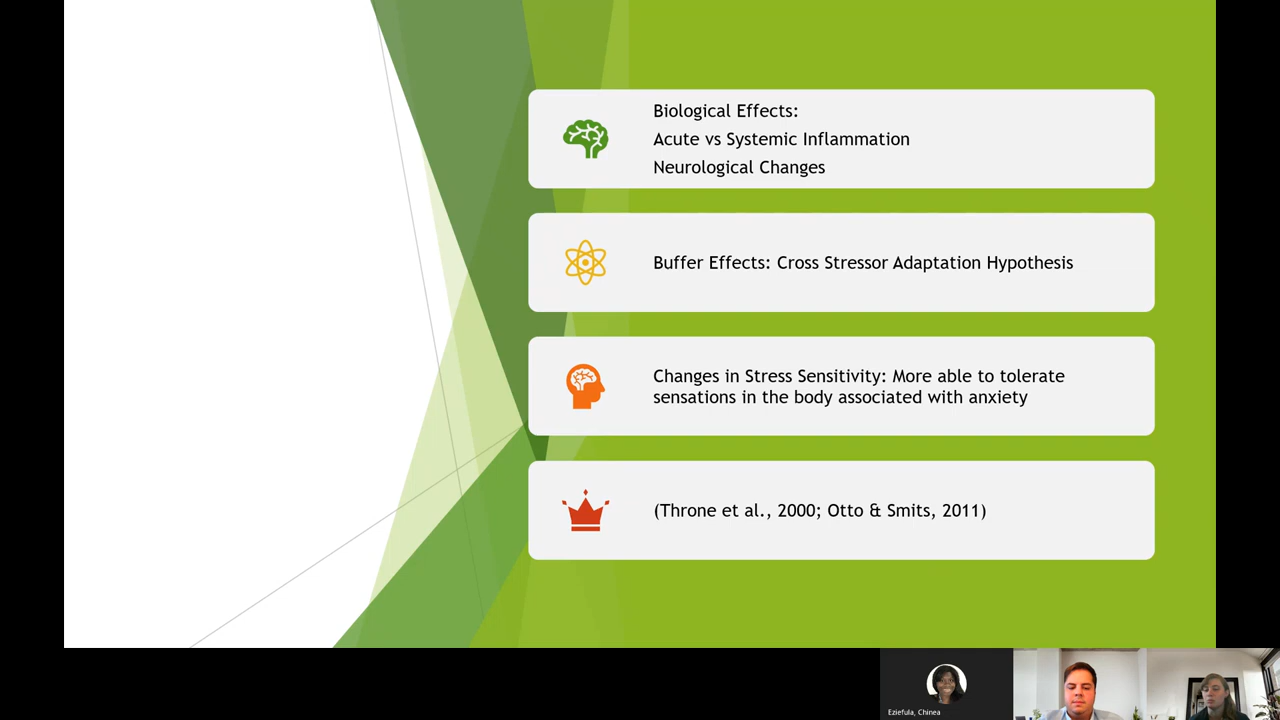 Biological Effects:
Acute vs Systemic Inflammation
Neurological Changes
Buffer Effects: Cross Stressor Adaptation Hypothesis
Changes in Stress Sensitivity: More able to tolerate
sensations in the body associated with anxiety
(Throne et al., 2000; Otto & Smits, 2011)
Eziefula, Chinea